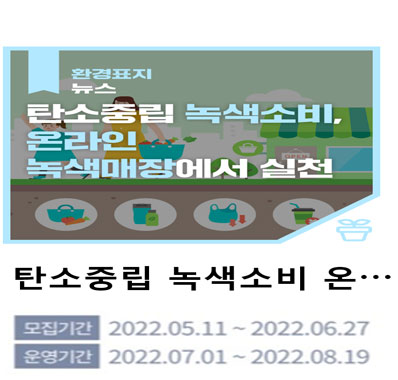 환경표지
뉴스
탄소중립 녹색소비,
온라인
녹색매장에서 실천
탄소중립 녹색소비 온…
모집기간 2022.05.11 ~ 2022.06.27
운영기간 2022.07.01 ~ 2022.08.19